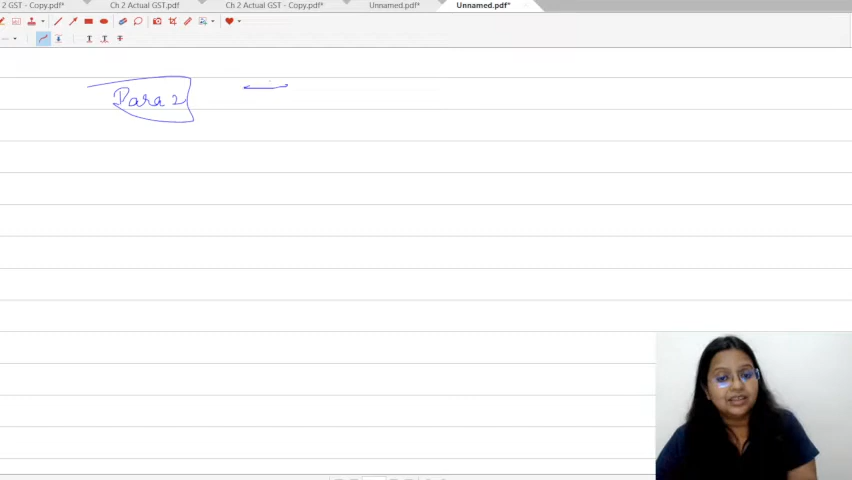 2 GST - Copy.pdf* Ch 2 Actual GST.pdf Ch 2 Actual GST - Copy.pdf* Unnamed.pdf* Unnamed.pdf*
T T T
Para 2